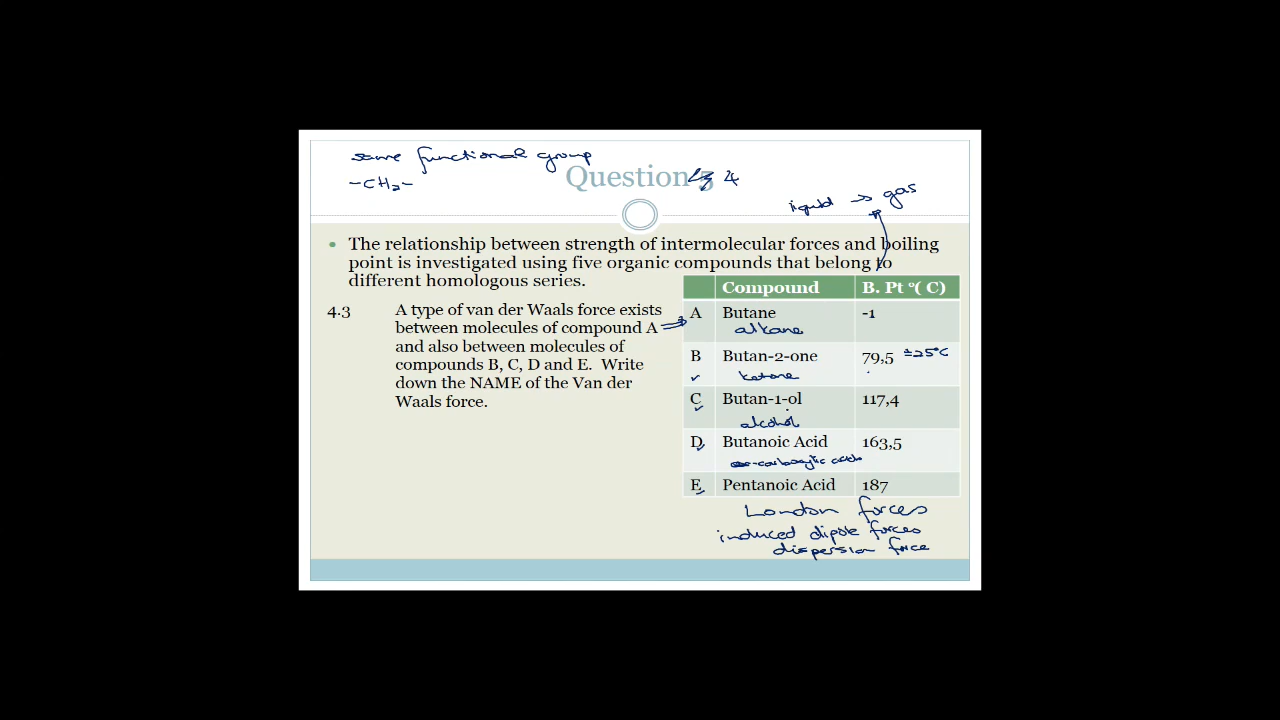 same functional group
-CH₂-
Question 5 4
liquid → gas
The relationship between strength of intermolecular forces and boiling
point is investigated using five organic compounds that belong to
different homologous series.
4.3 A type of van der Waals force exists
between molecules of compound A
and also between molecules of
compounds B, C, D and E. Write
down the NAME of the Van der
Waals force.
Compound B. Pt º( C)
A Butane -1
alkane
B Butan-2-one 79,5 ±25°C
ketone
C Butan-1-ol 117,4
alcohol
D Butanoic Acid 163,5
carboxylic acid
E Pentanoic Acid 187
London forces
induced dipole forces
dispersion force